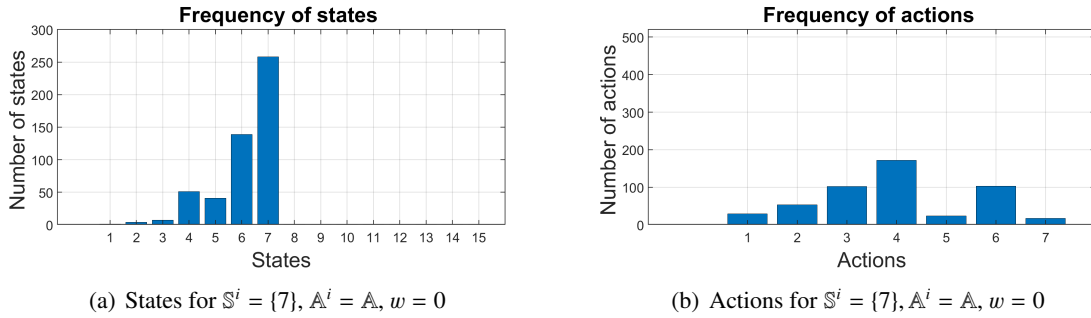 Frequency of states
300
250
200
150
100
50
0
Number of states
1 2 3 4 5 6 7 8 9 10 11 12 13 14 15
States
(a) States for 𝕊ⁱ = {7}, 𝔸ⁱ = 𝔸, w = 0
Frequency of actions
500
400
300
200
100
0
Number of actions
1 2 3 4 5 6 7
Actions
(b) Actions for 𝕊ⁱ = {7}, 𝔸ⁱ = 𝔸, w = 0